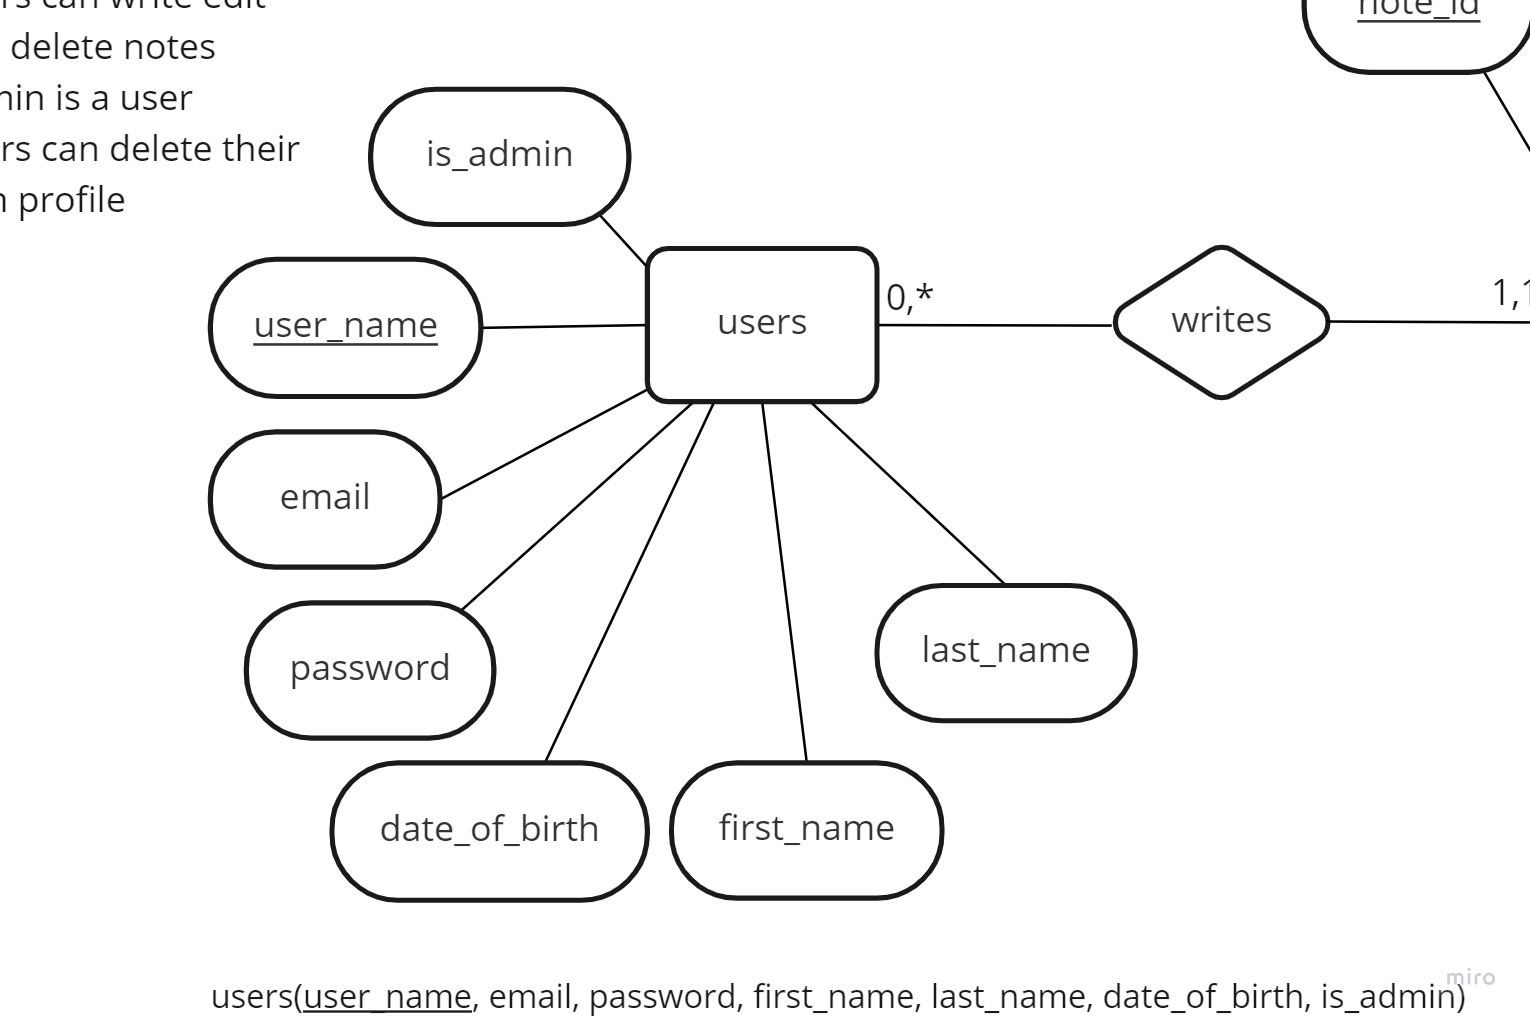 rs can write edit
delete notes
min is a user
rs can delete their
profile
note_id
is_admin
user_name
users
0,*
writes
1,1
email
password
last_name
date_of_birth
first_name
miro
users(user_name, email, password, first_name, last_name, date_of_birth, is_admin)